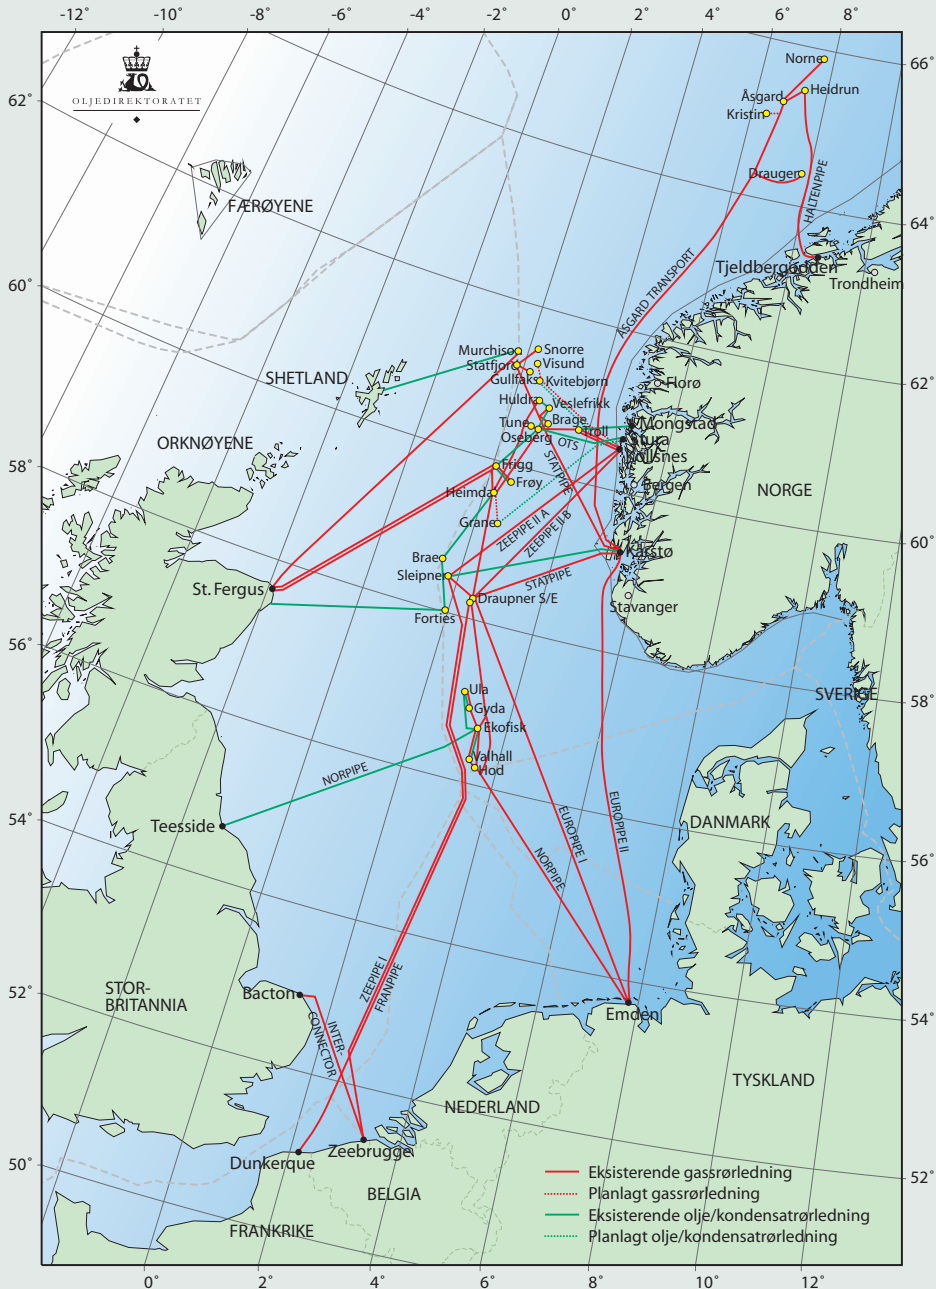 -12˚ -10˚ -8˚ -6˚ -4˚ -2˚ 0˚ 2˚ 4˚ 6˚ 8˚
OLJEDIREKTORATET
Norne
66˚
Åsgard
Heidrun
Kristin
62˚
Draugen
HALTENPIPE
FÆRØYENE
64˚
Tjeldbergodden
Trondheim
ÅSGARD TRANSPORT
60˚
Murchison
Snorre
Statfjord
Visund
Gullfaks
Kvitebjørn
SHETLAND
Florø
62˚
Huldra
Veslefrikk
Tune
Brage
Oseberg
Troll
OTS
Mongstad
Sture
Kollsnes
ORKNØYENE
58˚
Frigg
Frøy
STATPIPE
Heimdal
Bergen
NORGE
Grane
ZEEPIPE II A
ZEEPIPE II B
60˚
Brae
Kårstø
Sleipner
STATPIPE
St. Fergus
Draupner S/E
Stavanger
Forties
56˚
Ula
SVERIGE
58˚
Gyda
Ekofisk
Valhall
Hod
NORPIPE
54˚
Teesside
EUROPIPE II
DANMARK
EUROPIPE I
NORPIPE
56˚
52˚
STOR-
BRITANNIA
Bacton
ZEEPIPE I
FRANPIPE
INTER-
CONNECTOR
Emden
54˚
TYSKLAND
NEDERLAND
50˚
Dunkerque
Zeebrugge
BELGIA
FRANKRIKE
52˚
Eksisterende gassrørledning
Planlagt gassrørledning
Eksisterende olje/kondensatrørledning
Planlagt olje/kondensatrørledning
0˚ 2˚ 4˚ 6˚ 8˚ 10˚ 12˚